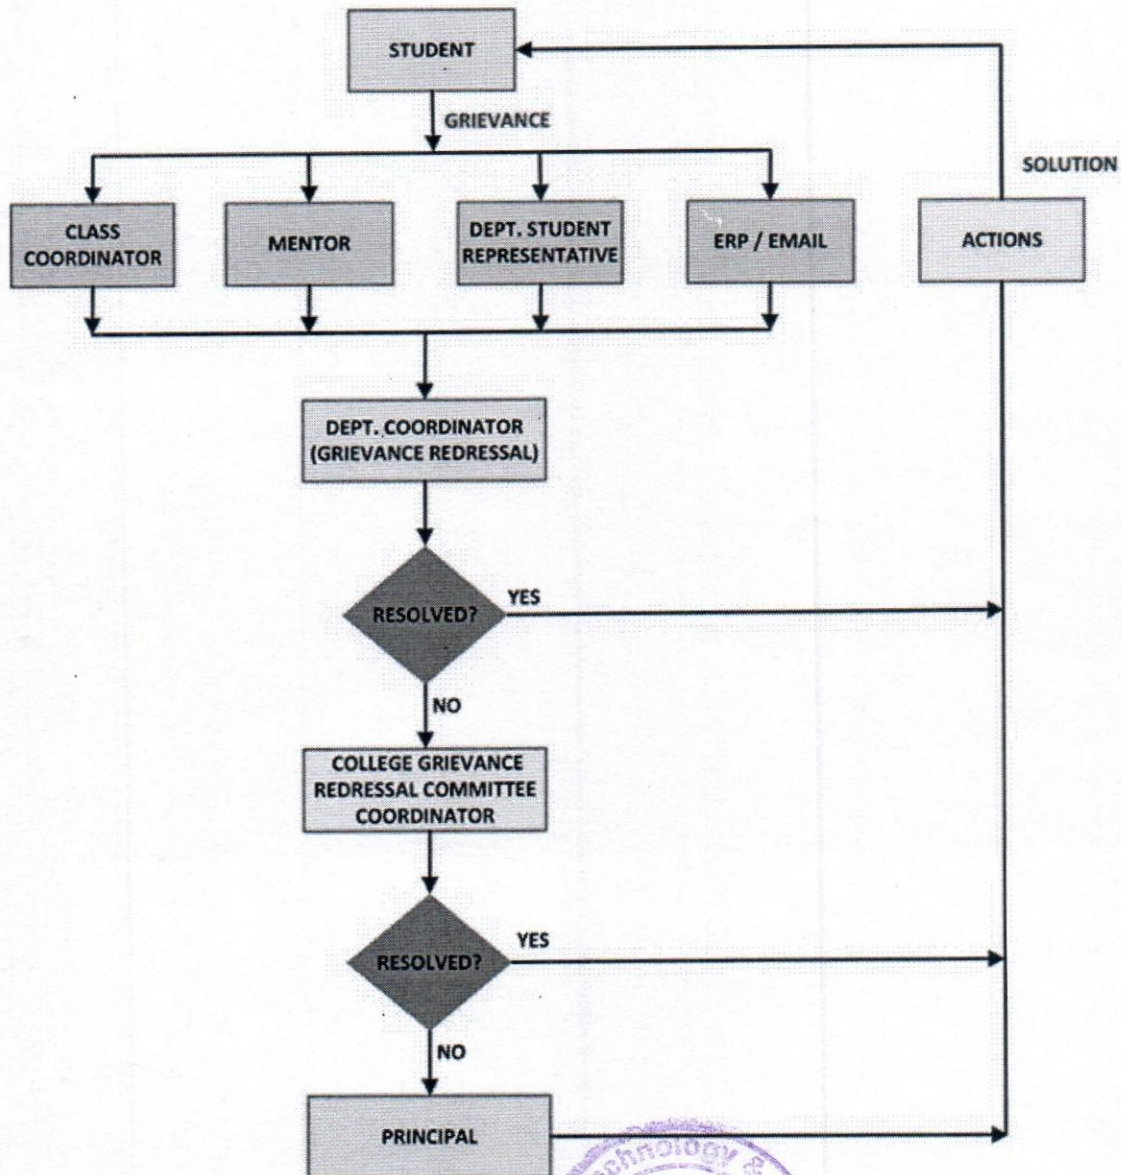 STUDENT
GRIEVANCE
SOLUTION
CLASS
COORDINATOR
MENTOR
DEPT. STUDENT
REPRESENTATIVE
ERP / EMAIL
ACTIONS
DEPT. COORDINATOR
(GRIEVANCE REDRESSAL)
RESOLVED?
YES
NO
COLLEGE GRIEVANCE
REDRESSAL COMMITTEE
COORDINATOR
RESOLVED?
YES
NO
PRINCIPAL